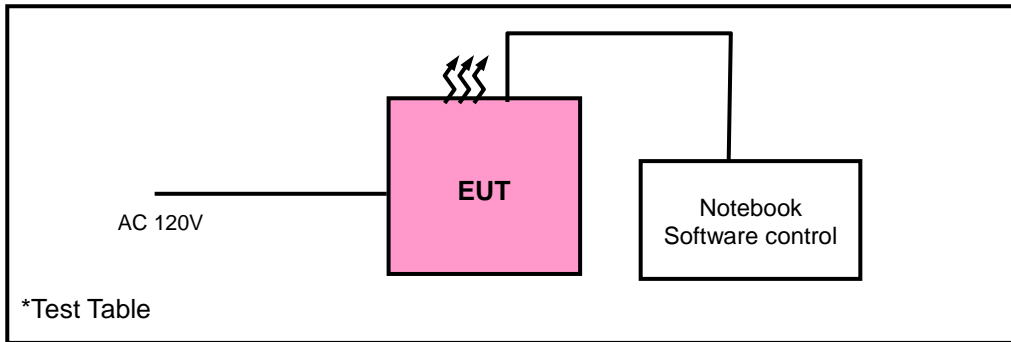 EUT
AC 120V
Notebook
Software control
*Test Table